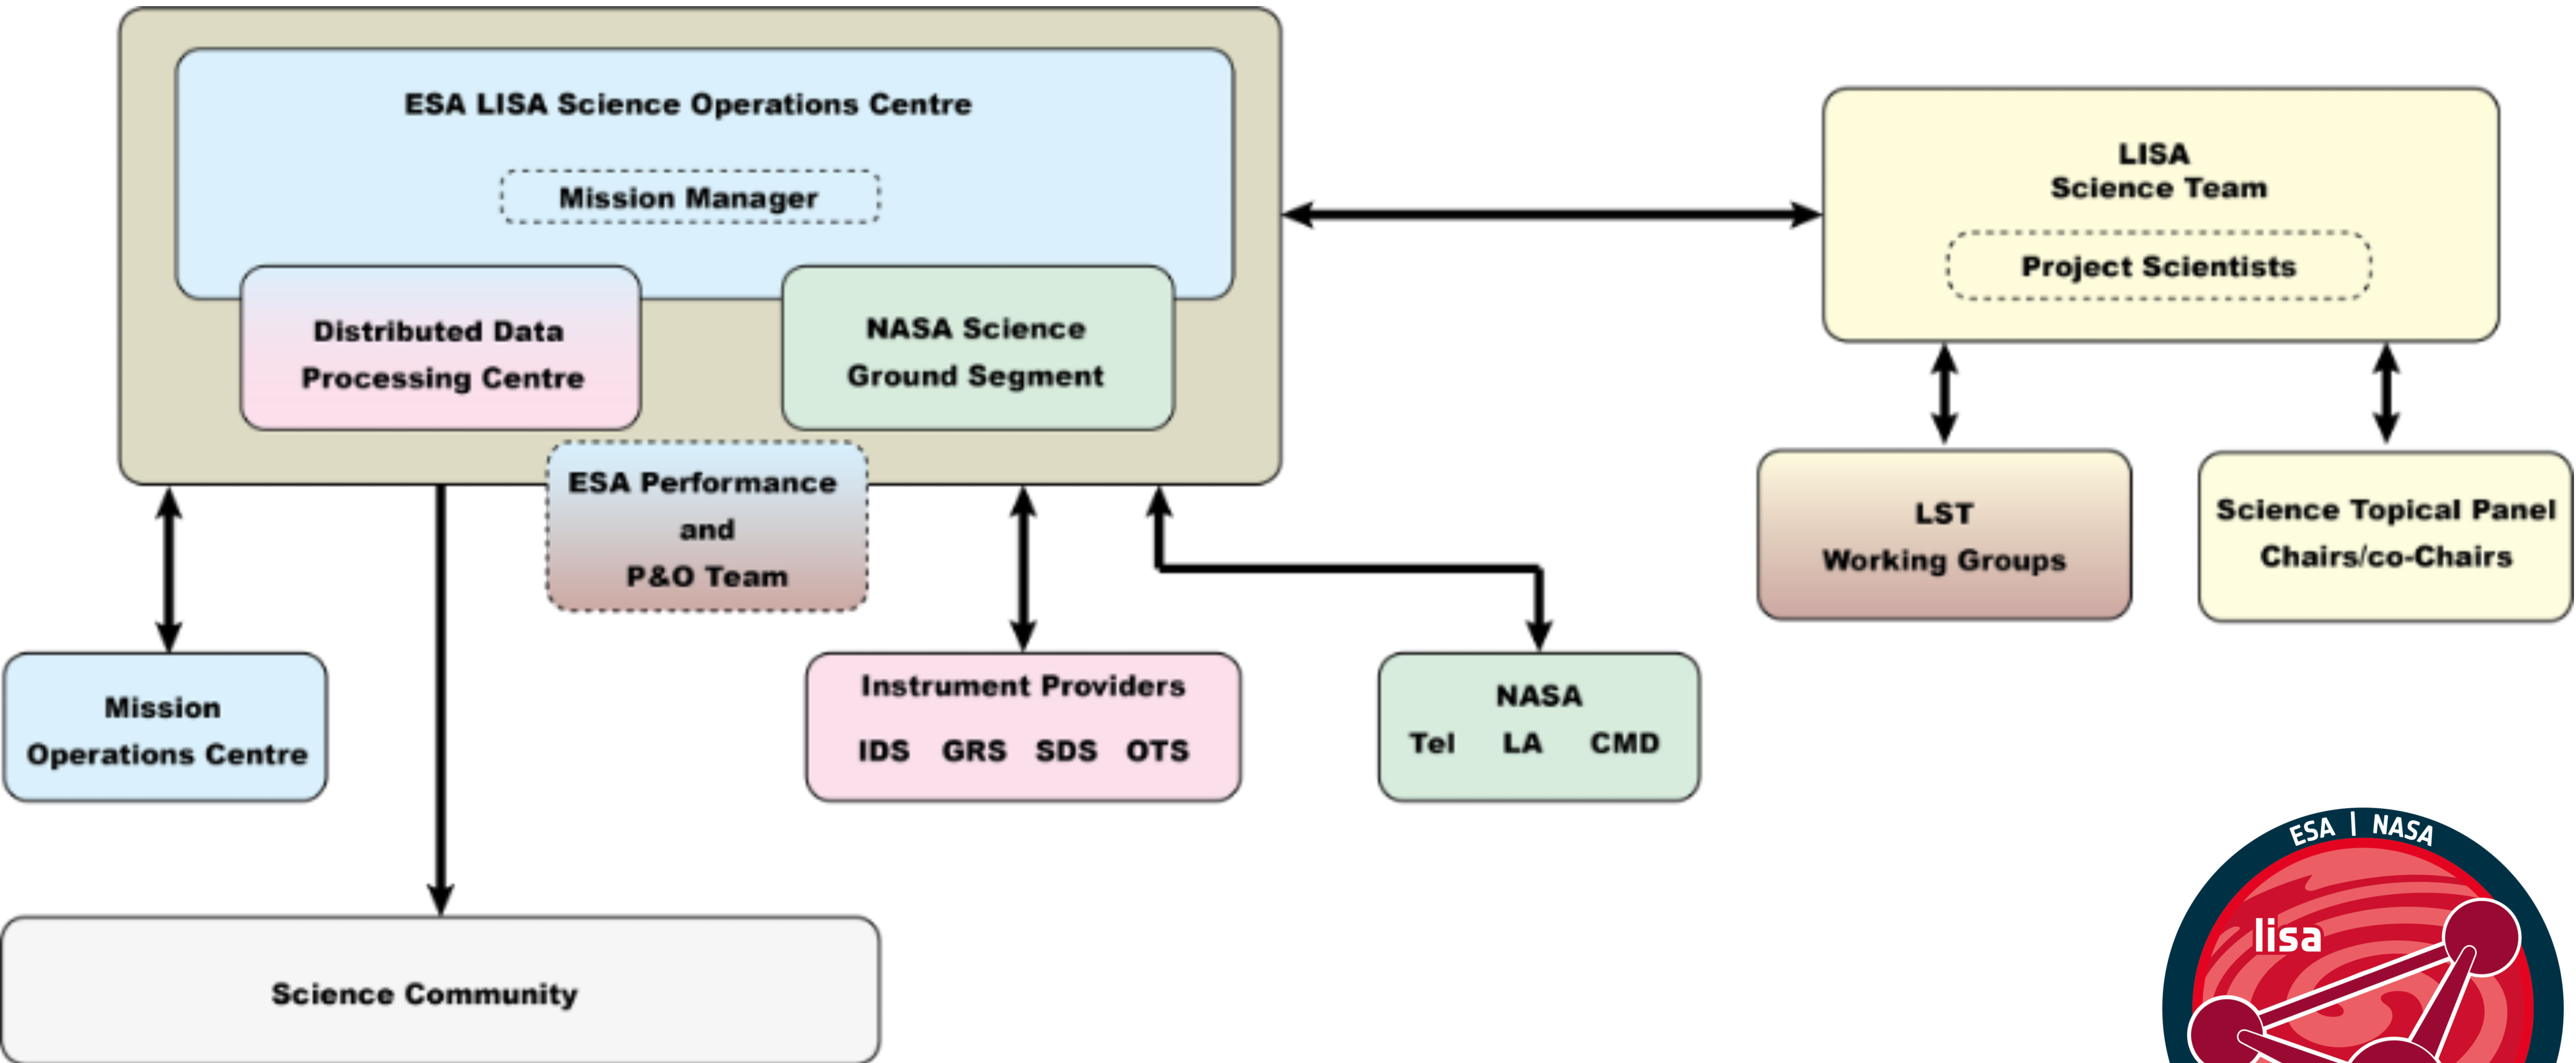 ESA LISA Science Operations Centre
Mission Manager
Distributed Data
Processing Centre
NASA Science
Ground Segment
ESA Performance
and
P&O Team
LISA
Science Team
Project Scientists
LST
Working Groups
Science Topical Panel
Chairs/co-Chairs
Mission
Operations Centre
Instrument Providers
IDS GRS SDS OTS
NASA
Tel LA CMD
Science Community
ESA | NASA
lisa